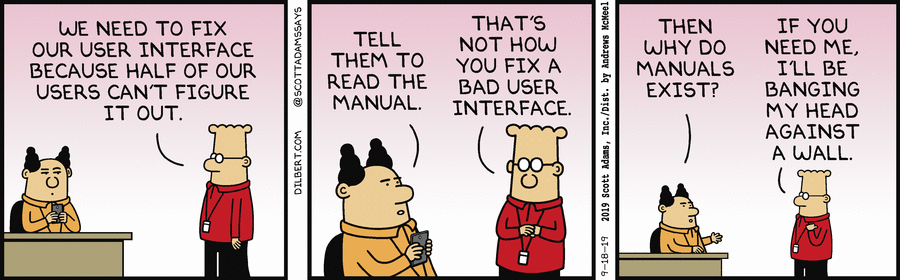 WE NEED TO FIX
OUR USER INTERFACE
BECAUSE HALF OF OUR
USERS CAN'T FIGURE
IT OUT.
DILBERT.COM @SCOTTADAMSSAYS
TELL
THEM TO
READ THE
MANUAL.
THAT'S
NOT HOW
YOU FIX A
BAD USER
INTERFACE.
9-18-19 2019 Scott Adams, Inc./Dist. by Andrews McMeel
THEN
WHY DO
MANUALS
EXIST?
IF YOU
NEED ME,
I'LL BE
BANGING
MY HEAD
AGAINST
A WALL.